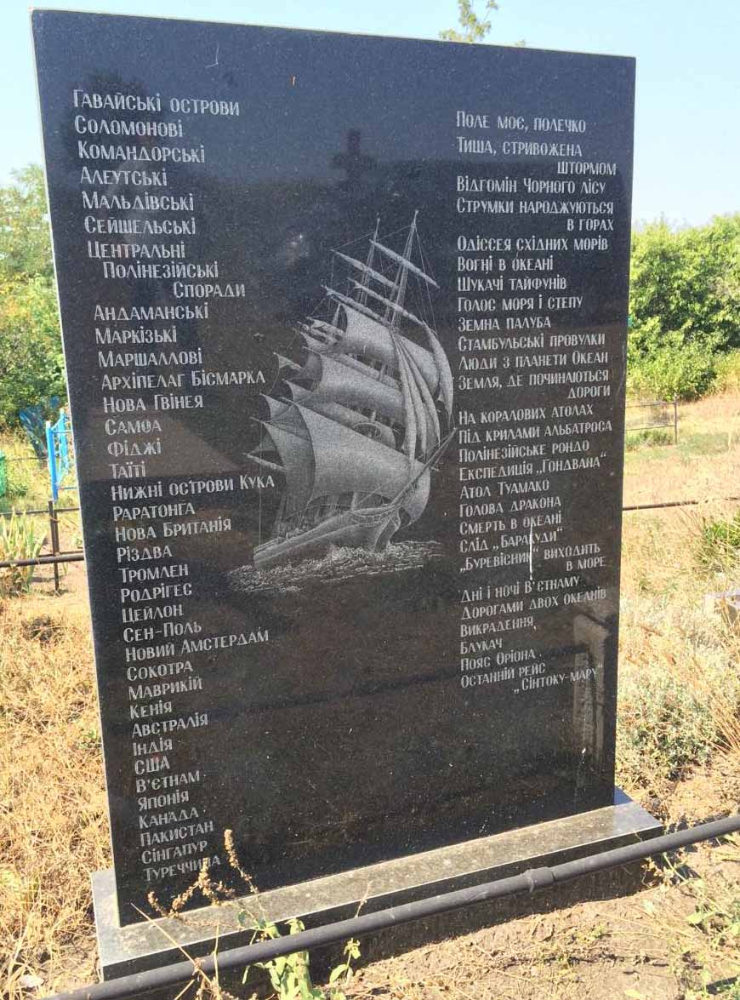 Гавайські острови
Соломонові
Командорські
Алеутські
Мальдівські
Сейшельські
Центральні
Полінезійські
Споради
Андаманські
Маркізькі
Маршаллові
Архіпелаг Бісмарка
Нова Гвінея
Самоа
Фіджі
Таїті
Нижні острови Кука
Раратонга
Нова Британія
Різдва
Тромлен
Родрігес
Цейлон
Сен-Поль
Новий Амстердам
Сокотра
Маврикій
Кенія
Австралія
Індія
США
В'єтнам
Японія
Канада
Пакистан
Сінгапур
Туреччина
Поле моє, полечко
Тиша, стривожена
штормом
Відгомін Чорного лісу
Струмки народжуються
в горах
Одіссея східних морів
Вогні в океані
Шукачі тайфунів
Голос моря і степу
Земна палуба
Стамбульські провулки
Люди з планети Океан
Земля, де починаються
дороги
На коралових атолах
Під крилами альбатроса
Полінезійське рондо
Експедиція „Гондвана"
Атол Туамако
Голова дракона
Смерть в океані
Слід „Баракуди"
„Буревісник" виходить
в море
Дні і ночі В'єтнаму
Дорогами двох океанів
Викрадення
Блукач
Пояс Оріона
Останній рейс
„Сінтоку-мару"